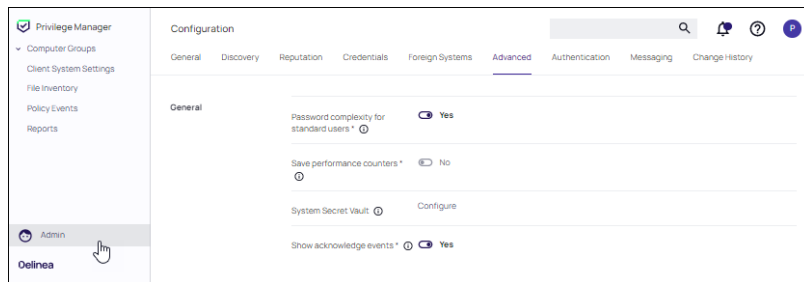 Privilege Manager
Computer Groups
Client System Settings
File Inventory
Policy Events
Reports
Admin
Delinea
Configuration
P
General Discovery Reputation Credentials Foreign Systems Advanced Authentication Messaging Change History
General
Password complexity for
standard users *
Yes
Save performance counters *
No
System Secret Vault
Configure
Show acknowledge events *
Yes